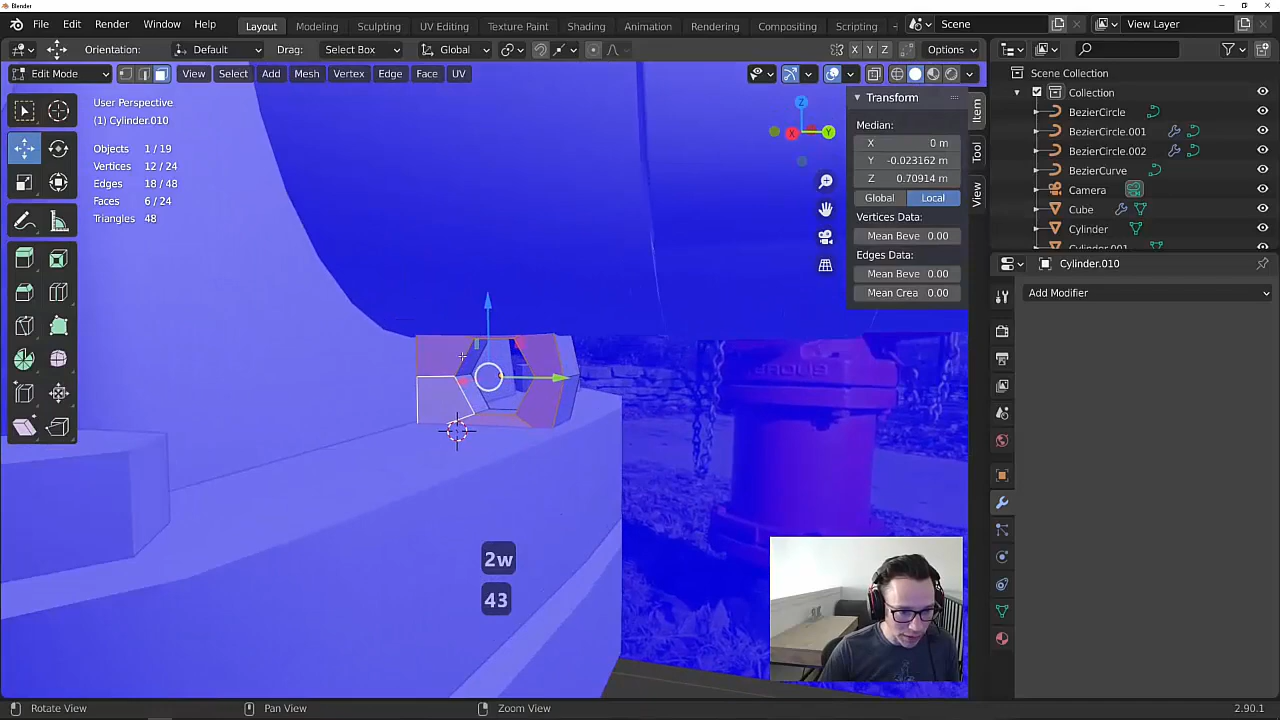 Blender
File Edit Render Window Help Layout Modeling Sculpting UV Editing Texture Paint Shading Animation Rendering Compositing Scripting Scene View Layer
Orientation: Default Drag: Select Box Global X Y Z Options
Edit Mode View Select Add Mesh Vertex Edge Face UV
User Perspective
(1) Cylinder.010
Objects 1/19
Vertices 12/24
Edges 18/48
Faces 6/24
Triangles 48
Z
X Y
Transform
Median:
X 0 m
Y -0.023162 m
Z 0.70914 m
Global Local
Vertices Data:
Mean Beve 0.00
Edges Data:
Mean Beve 0.00
Mean Crea 0.00
Item
Tool
View
Scene Collection
Collection
BezierCircle
BezierCircle.001
BezierCircle.002
BezierCurve
Camera
Cube
Cylinder
Cylinder.001
Cylinder.010
Add Modifier
2w
43
Rotate View Pan View Zoom View 2.90.1